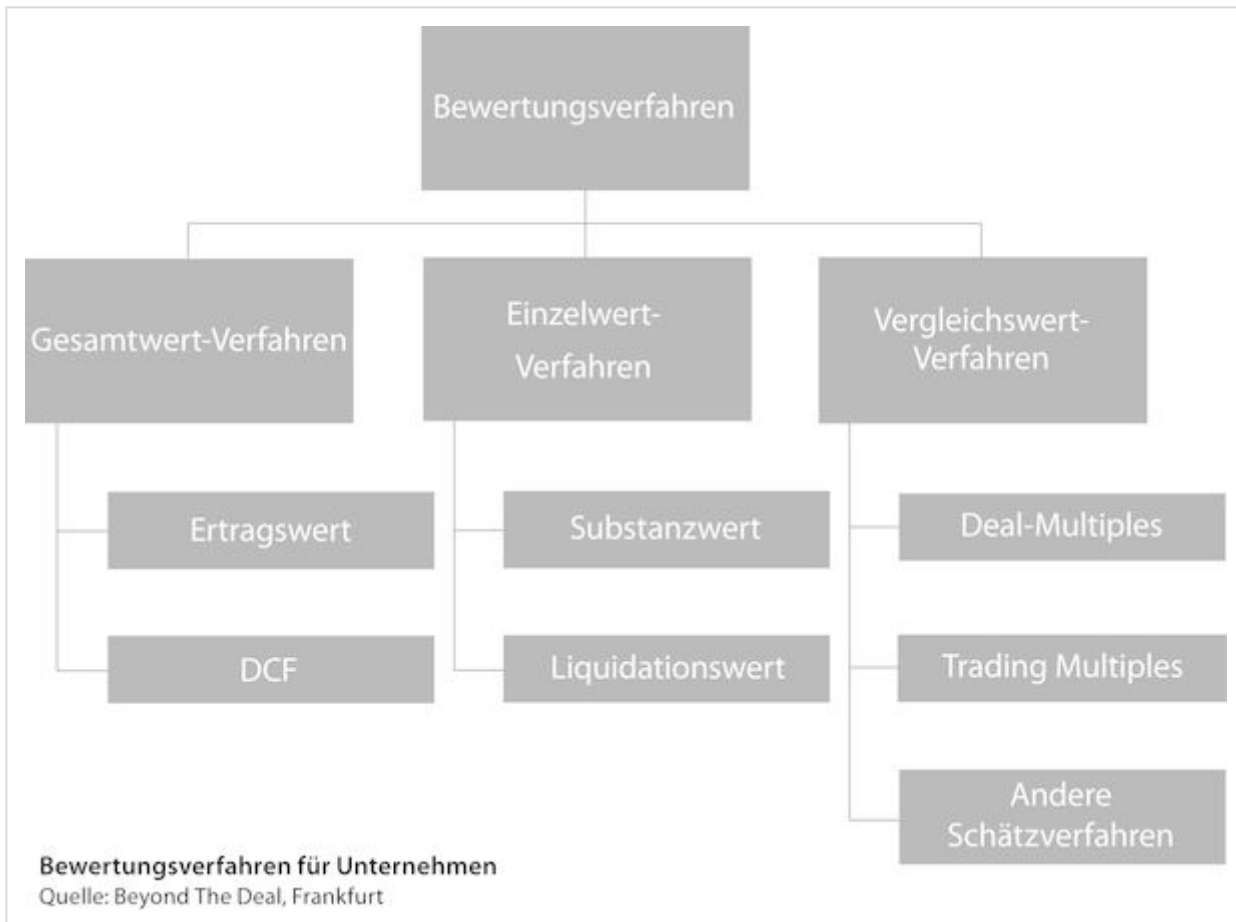 Bewertungsverfahren
Gesamtwert-Verfahren
Einzelwert-
Verfahren
Vergleichswert-
Verfahren
Ertragswert
DCF
Substanzwert
Liquidationswert
Deal-Multiples
Trading Multiples
Andere
Schätzverfahren
Bewertungsverfahren für Unternehmen
Quelle: Beyond The Deal, Frankfurt